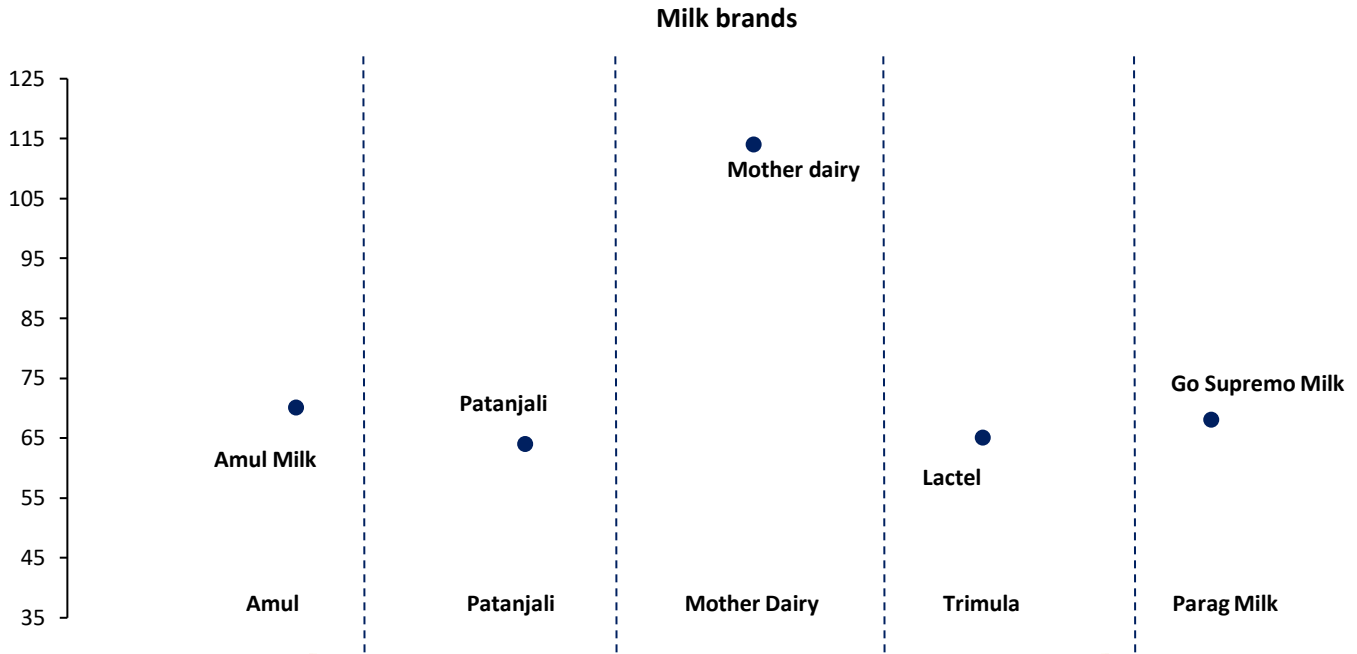 Milk brands
125
115
Mother dairy
105
95
85
75
Go Supremo Milk
Patanjali
65
Amul Milk
Lactel
55
45
Amul Patanjali Mother Dairy Trimula Parag Milk
35